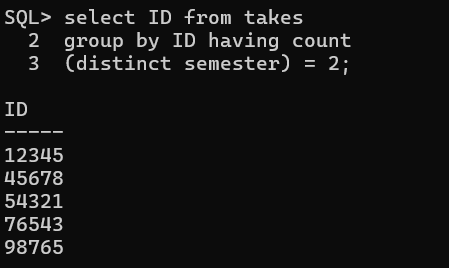 SQL> select ID from takes
  2  group by ID having count
  3  (distinct semester) = 2;

ID
-----
12345
45678
54321
76543
98765